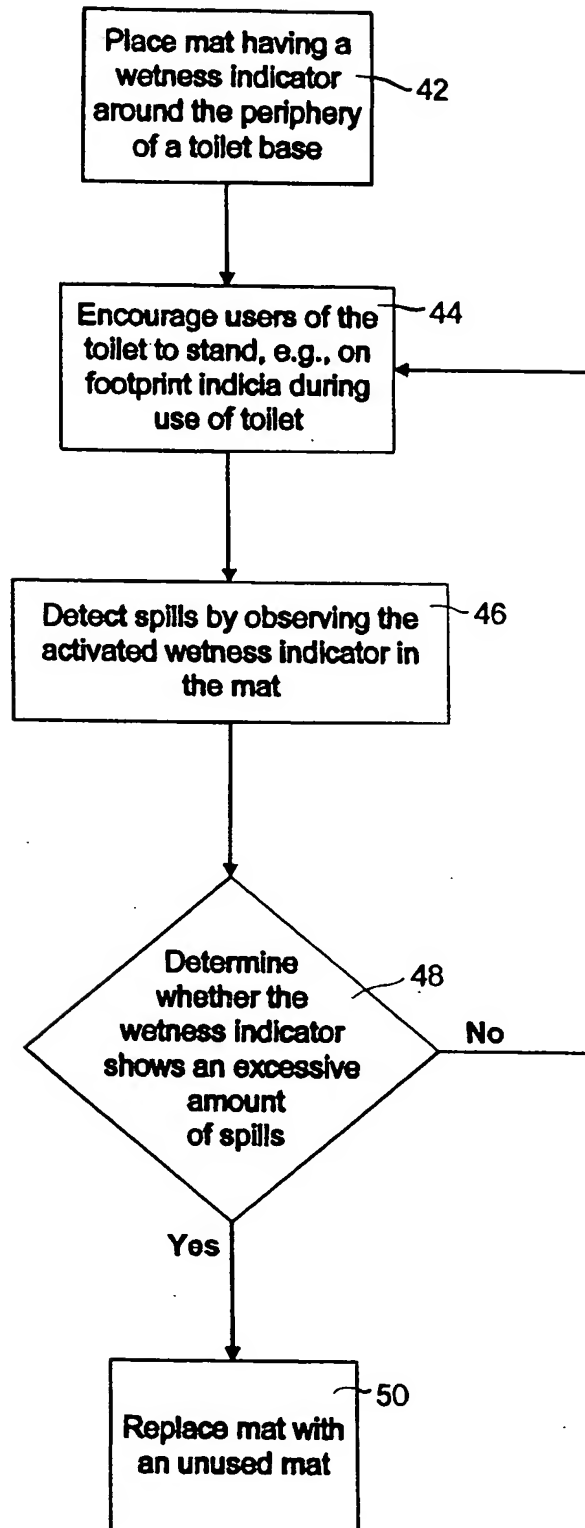 Place mat having a
wetness indicator
around the periphery
of a toilet base
42
Encourage users of the
toilet to stand, e.g., on
footprint indicia during
use of toilet
44
Detect spills by observing the
activated wetness indicator in
the mat
46
Determine
whether the
wetness indicator
shows an excessive
amount
of spills
48
No
Yes
Replace mat with
an unused mat
50